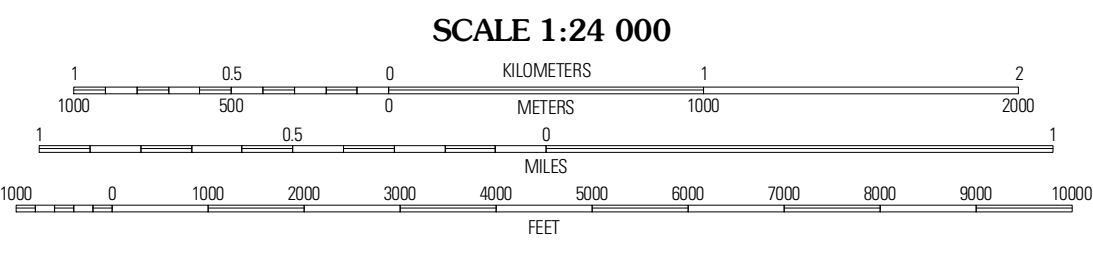 SCALE 1:24 000
1 0.5 0 KILOMETERS 1 2
1000 500 0 METERS 1000 2000
1 0.5 0 1
MILES
1000 0 1000 2000 3000 4000 5000 6000 7000 8000 9000 10000
FEET